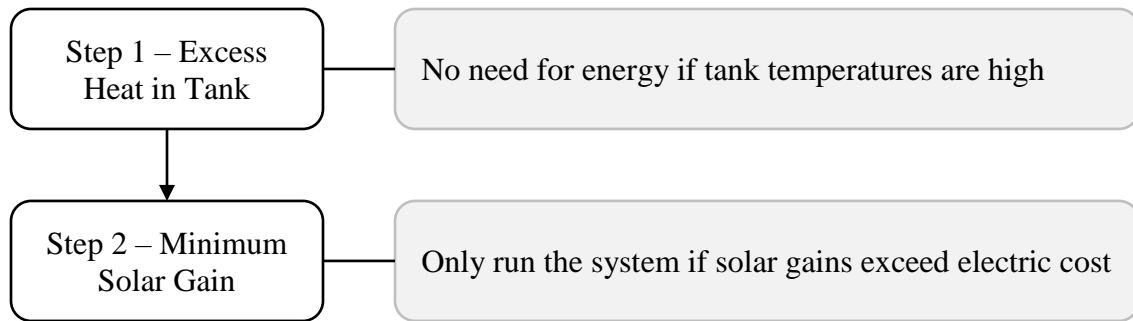 Step 1 – Excess
Heat in Tank
No need for energy if tank temperatures are high
Step 2 – Minimum
Solar Gain
Only run the system if solar gains exceed electric cost